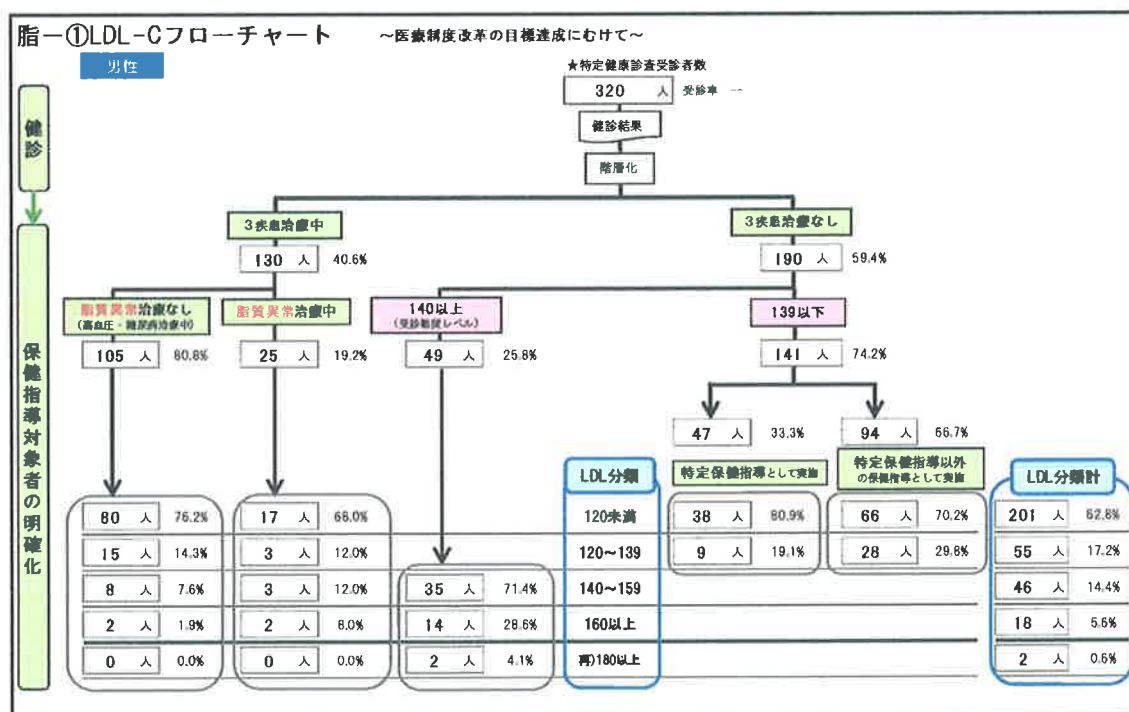 脂ー①LDL-Cフローチャート ～医療制度改革の目標達成にむけて～
男性
★特定健康診査受診者数
320 人 受診率 --
健診結果
階層化
健診
3疾患治療中
3疾患治療なし
130 人 40.6%
190 人 59.4%
脂質異常治療なし
(高血圧・糖尿病治療中)
脂質異常治療中
140以上
(受診勧奨レベル)
139以下
105 人 80.8%
25 人 19.2%
49 人 25.8%
141 人 74.2%
保健指導対象者の明確化
47 人 33.3%
94 人 66.7%
特定保健指導として実施
特定保健指導以外
の保健指導として実施
LDL分類
LDL分類計
80 人 76.2% 17 人 68.0% 120未満 38 人 80.9% 66 人 70.2% 201 人 62.8%
15 人 14.3% 3 人 12.0% 120～139 9 人 19.1% 28 人 29.8% 55 人 17.2%
8 人 7.6% 3 人 12.0% 35 人 71.4% 140～159 46 人 14.4%
2 人 1.9% 2 人 8.0% 14 人 28.6% 160以上 18 人 5.6%
0 人 0.0% 0 人 0.0% 2 人 4.1% 再)180以上 2 人 0.6%